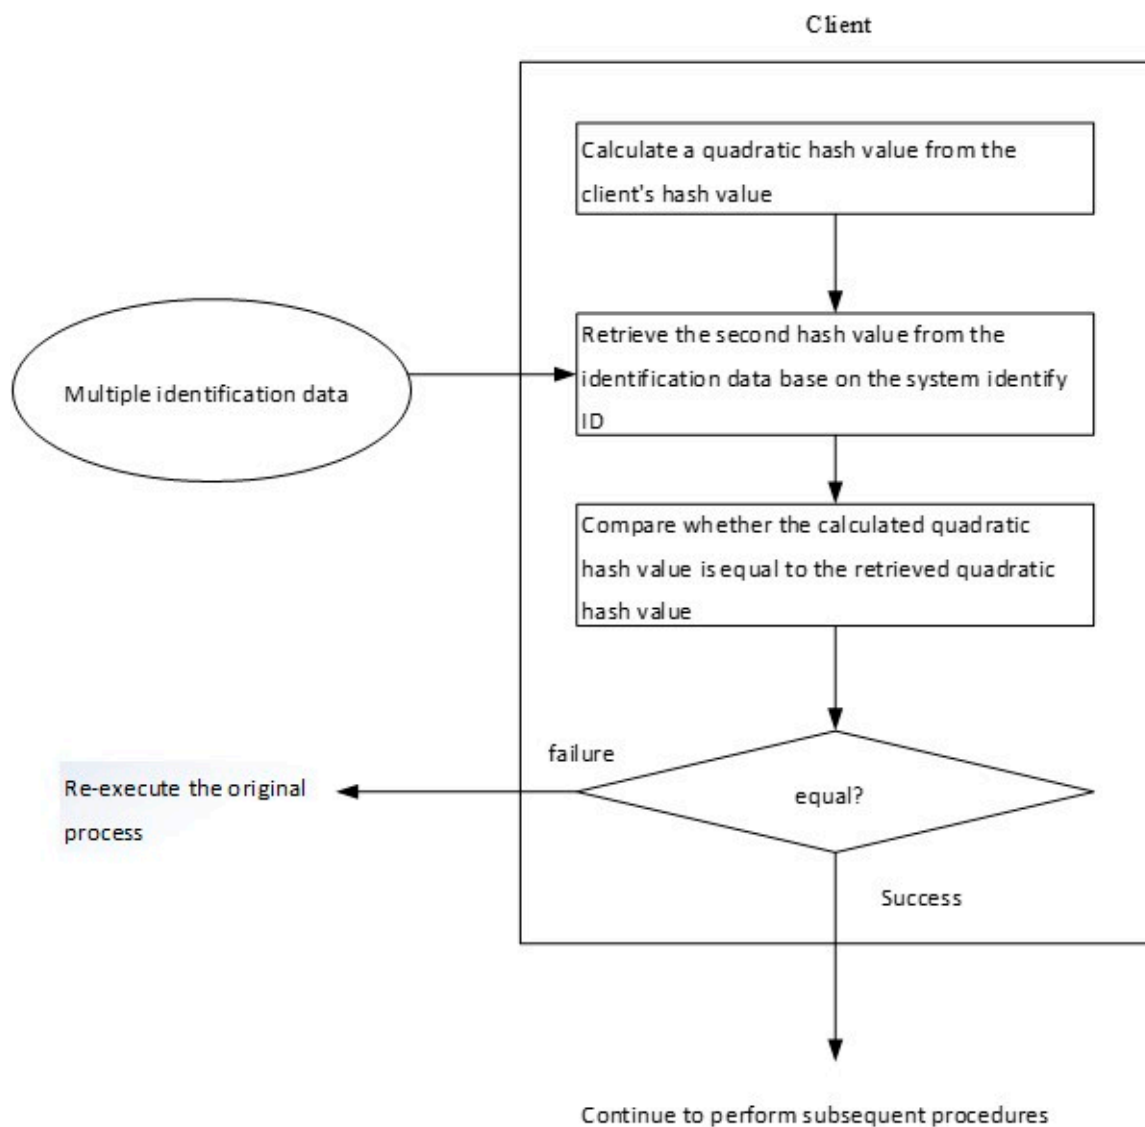 Client
Calculate a quadratic hash value from the
client's hash value
Retrieve the second hash value from the
identification data base on the system identify
ID
Multiple identification data
Compare whether the calculated quadratic
hash value is equal to the retrieved quadratic
hash value
failure
equal?
Re-execute the original
process
Success
Continue to perform subsequent procedures